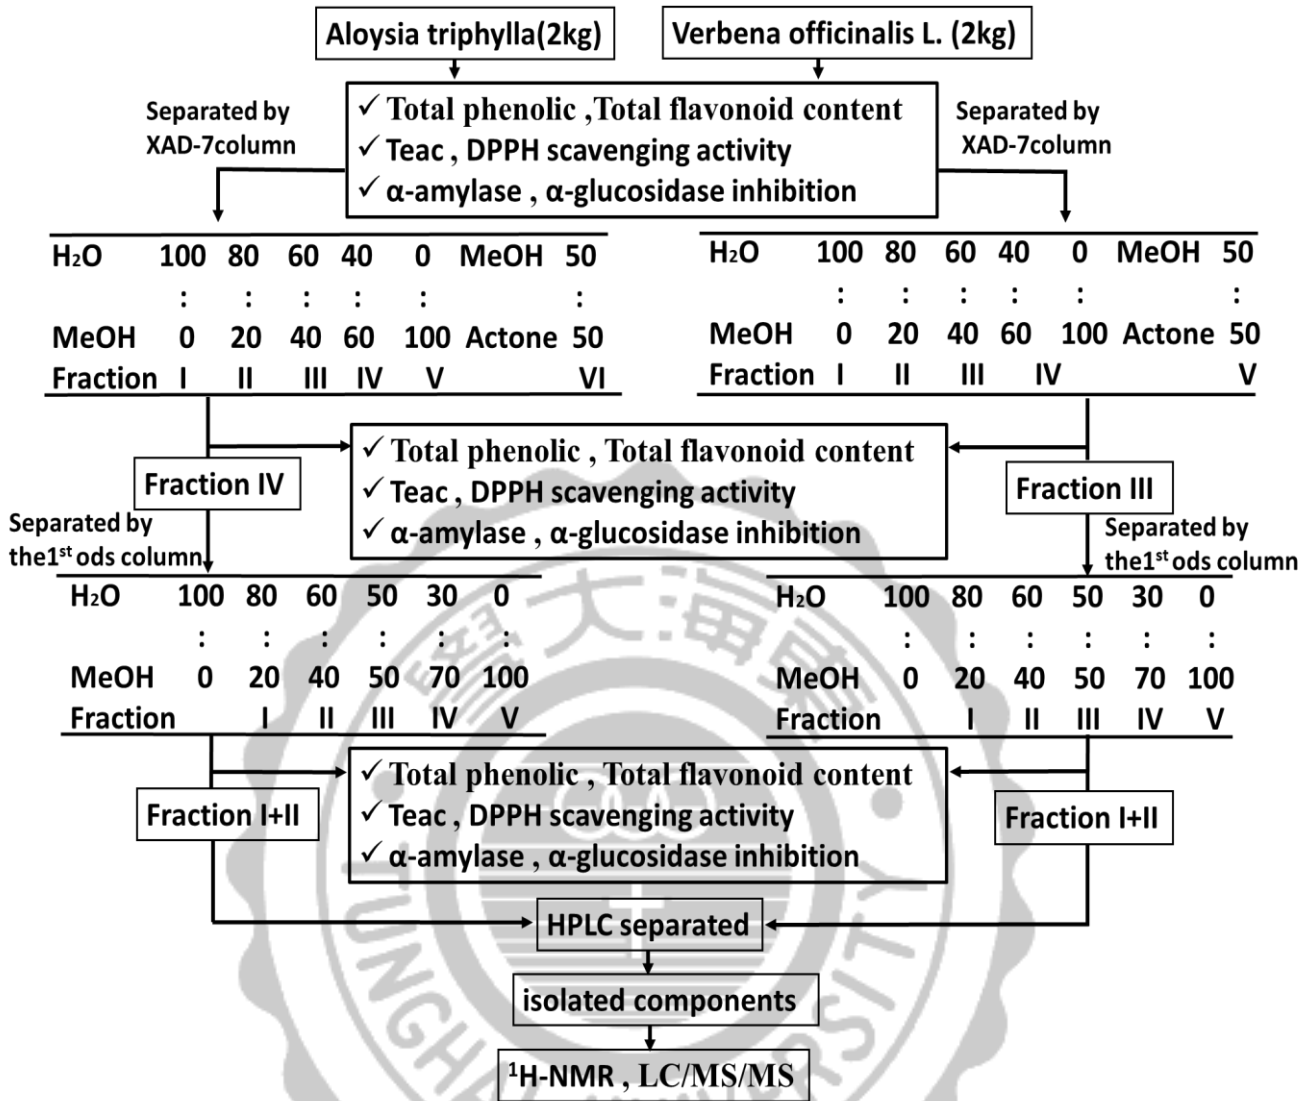 Aloysia triphylla(2kg)
Verbena officinalis L. (2kg)
Separated by
XAD-7column
✓ Total phenolic ,Total flavonoid content
✓ Teac , DPPH scavenging activity
✓ α-amylase , α-glucosidase inhibition
Separated by
XAD-7column
H₂O 100 80 60 40 0 MeOH 50
: : : : : :
MeOH 0 20 40 60 100 Actone 50
Fraction I II III IV V VI
H₂O 100 80 60 40 0 MeOH 50
: : : : : :
MeOH 0 20 40 60 100 Actone 50
Fraction I II III IV V
✓ Total phenolic , Total flavonoid content
✓ Teac , DPPH scavenging activity
✓ α-amylase , α-glucosidase inhibition
Fraction IV
Fraction III
Separated by
the1ˢᵗ ods column
Separated by
the1ˢᵗ ods column
H₂O 100 80 60 50 30 0
: : : : : :
MeOH 0 20 40 50 70 100
Fraction I II III IV V
H₂O 100 80 60 50 30 0
: : : : : :
MeOH 0 20 40 50 70 100
Fraction I II III IV V
✓ Total phenolic , Total flavonoid content
✓ Teac , DPPH scavenging activity
✓ α-amylase , α-glucosidase inhibition
Fraction I+II
Fraction I+II
HPLC separated
isolated components
¹H-NMR , LC/MS/MS
學大海東
UNIVERSITY